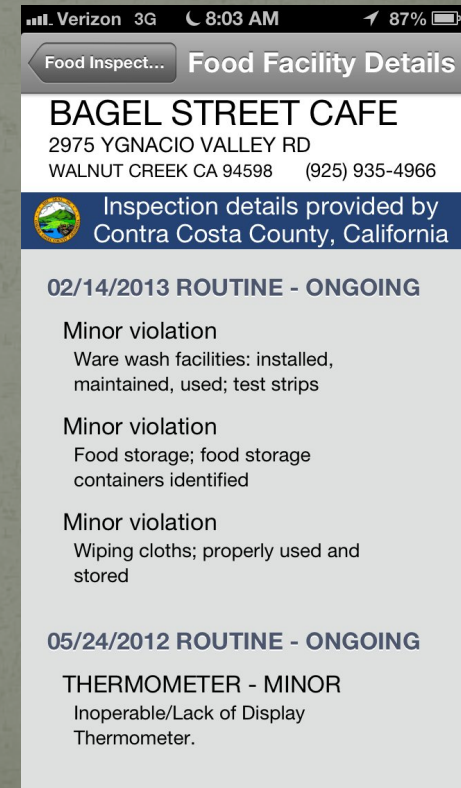 Verizon 3G 8:03 AM 87%
Food Inspect... Food Facility Details
BAGEL STREET CAFE
2975 YGNACIO VALLEY RD
WALNUT CREEK CA 94598 (925) 935-4966
Inspection details provided by
Contra Costa County, California
02/14/2013 ROUTINE - ONGOING
Minor violation
Ware wash facilities: installed,
maintained, used; test strips
Minor violation
Food storage; food storage
containers identified
Minor violation
Wiping cloths; properly used and
stored
05/24/2012 ROUTINE - ONGOING
THERMOMETER - MINOR
Inoperable/Lack of Display
Thermometer.